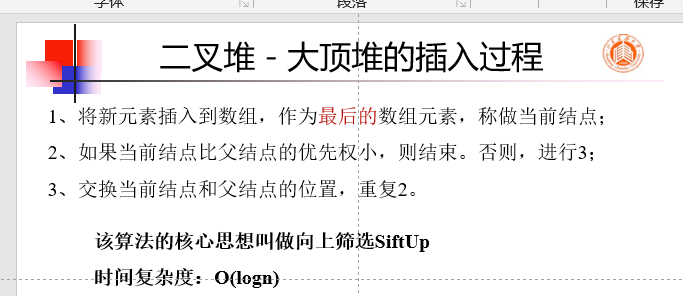 字体
段落
保存
二叉堆－大顶堆的插入过程
1、将新元素插入到数组，作为最后的数组元素，称做当前结点；
2、如果当前结点比父结点的优先权小，则结束。否则，进行3；
3、交换当前结点和父结点的位置，重复2。
该算法的核心思想叫做向上筛选SiftUp
时间复杂度：O(logn)